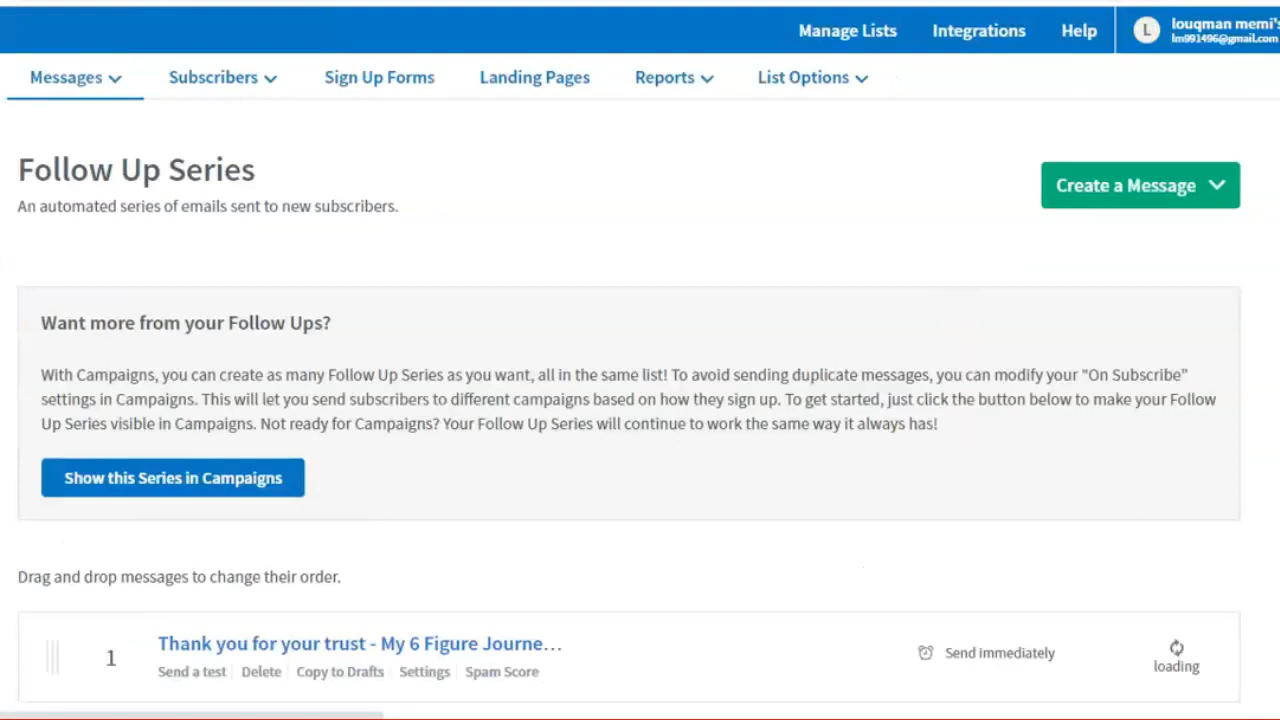 Manage Lists Integrations Help L louqman memi's
lm991496@gmail.com
Messages Subscribers Sign Up Forms Landing Pages Reports List Options
Follow Up Series
An automated series of emails sent to new subscribers.
Create a Message
Want more from your Follow Ups?
With Campaigns, you can create as many Follow Up Series as you want, all in the same list! To avoid sending duplicate messages, you can modify your "On Subscribe"
settings in Campaigns. This will let you send subscribers to different campaigns based on how they sign up. To get started, just click the button below to make your Follow
Up Series visible in Campaigns. Not ready for Campaigns? Your Follow Up Series will continue to work the same way it always has!
Show this Series in Campaigns
Drag and drop messages to change their order.
1 Thank you for your trust - My 6 Figure Journe... Send immediately
loading
Send a test Delete Copy to Drafts Settings Spam Score